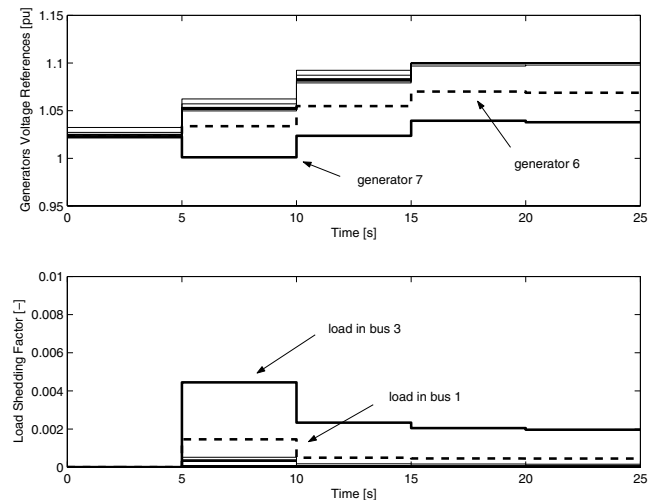 Generators Voltage References [pu]
1.15
1.1
1.05
1
0.95
generator 6
generator 7
0 5 10 15 20 25
Time [s]
Load Shedding Factor [−]
0.01
0.008
0.006
0.004
0.002
0
load in bus 3
load in bus 1
0 5 10 15 20 25
Time [s]